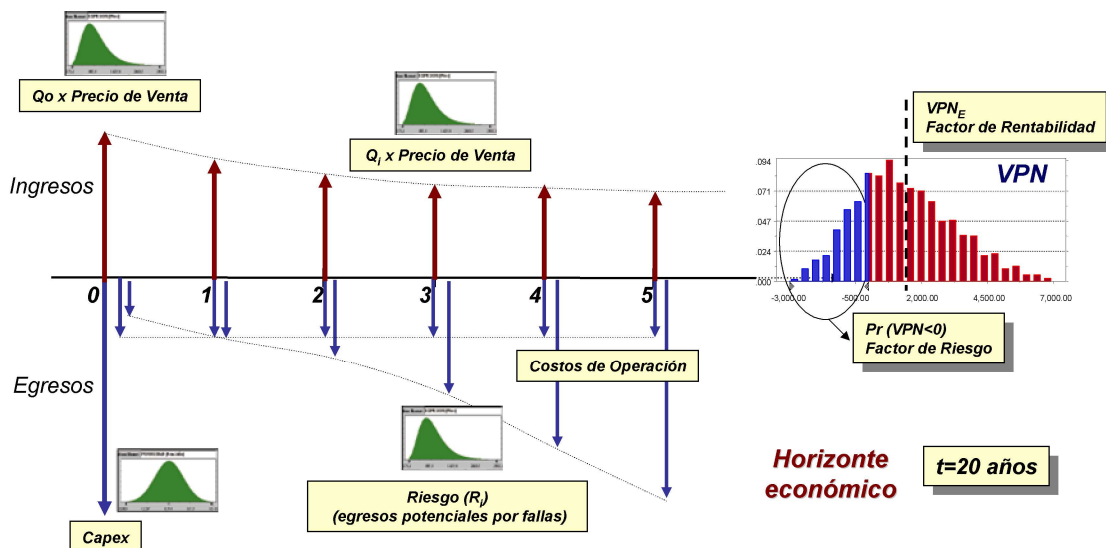 Qo x Precio de Venta
Qi x Precio de Venta
VPNE
Factor de Rentabilidad
VPN
.094
.071
.047
.024
.000
-3,000.00 -500.00 2,000.00 4,500.00 7,000.00
Ingresos
0 1 2 3 4 5
Pr (VPN<0)
Factor de Riesgo
Costos de Operación
Egresos
Riesgo (Ri)
(egresos potenciales por fallas)
Capex
Horizonte
económico
t=20 años